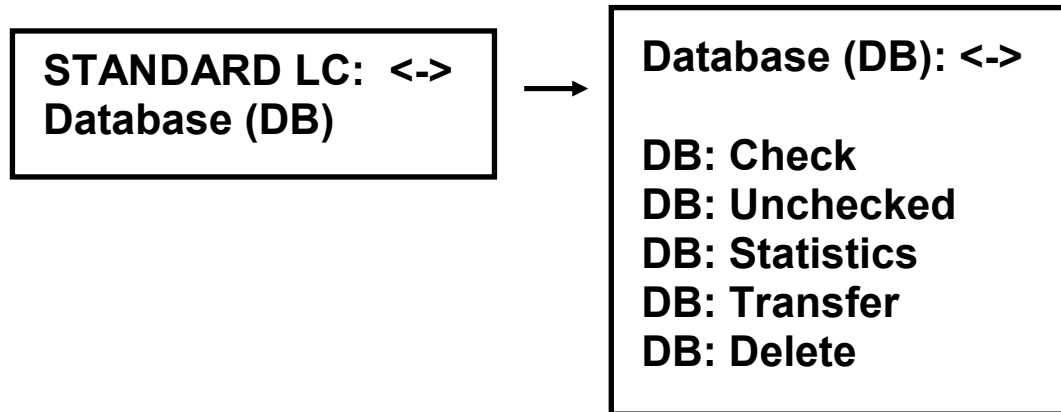 STANDARD LC: <->
Database (DB)
Database (DB): <->
DB: Check
DB: Unchecked
DB: Statistics
DB: Transfer
DB: Delete